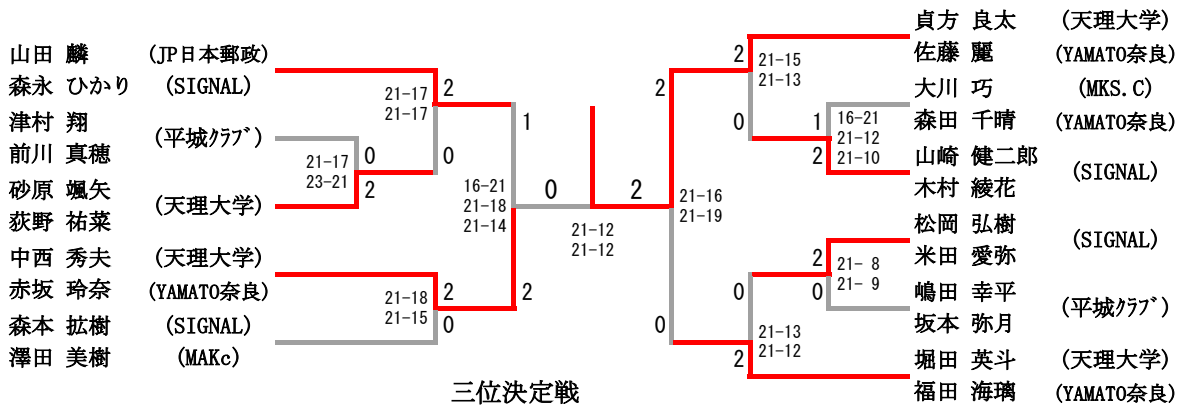 山田 麟 (JP日本郵政)
森永 ひかり (SIGNAL)
津村 翔
(平城ｸﾗﾌﾞ)
前川 真穂
砂原 颯矢
(天理大学)
荻野 祐菜
中西 秀夫 (天理大学)
赤坂 玲奈 (YAMATO奈良)
森本 拡樹 (SIGNAL)
澤田 美樹 (MAKc)
2
21-17
21-17
0
21-17
23-21
0
2
1
16-21
21-18
21-14
2
2
21-18
21-15
0
0
2
21-12
21-12
三位決定戦
2
21-16
21-19
0
2
21-15
21-13
0
1
16-21
21-12
21-10
2
2
21- 8
21- 9
0
0
21-13
21-12
2
貞方 良太 (天理大学)
佐藤 麗 (YAMATO奈良)
大川 巧 (MKS.C)
森田 千晴 (YAMATO奈良)
山崎 健二郎
(SIGNAL)
木村 綾花
松岡 弘樹
(SIGNAL)
米田 愛弥
嶋田 幸平
(平城ｸﾗﾌﾞ)
坂本 弥月
堀田 英斗 (天理大学)
福田 海璃 (YAMATO奈良)